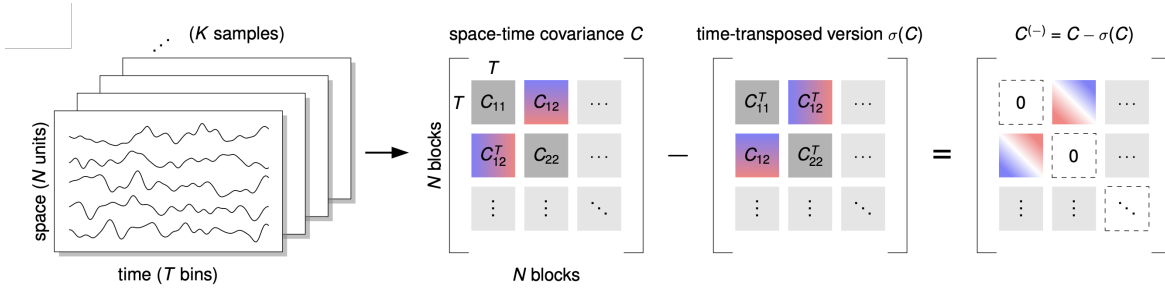 (K samples)
space (N units)
time (T bins)
space-time covariance C
T
T C₁₁ C₁₂ ⋯
C₁₂ᵀ C₂₂ ⋯
⋮ ⋮ ⋱
N blocks
N blocks
−
time-transposed version σ(C)
C₁₁ᵀ C₁₂ᵀ ⋯
C₁₂ C₂₂ᵀ ⋯
⋮ ⋮ ⋱
=
C⁽⁻⁾ = C − σ(C)
0 ⋯
0 ⋯
⋮ ⋮ ⋱